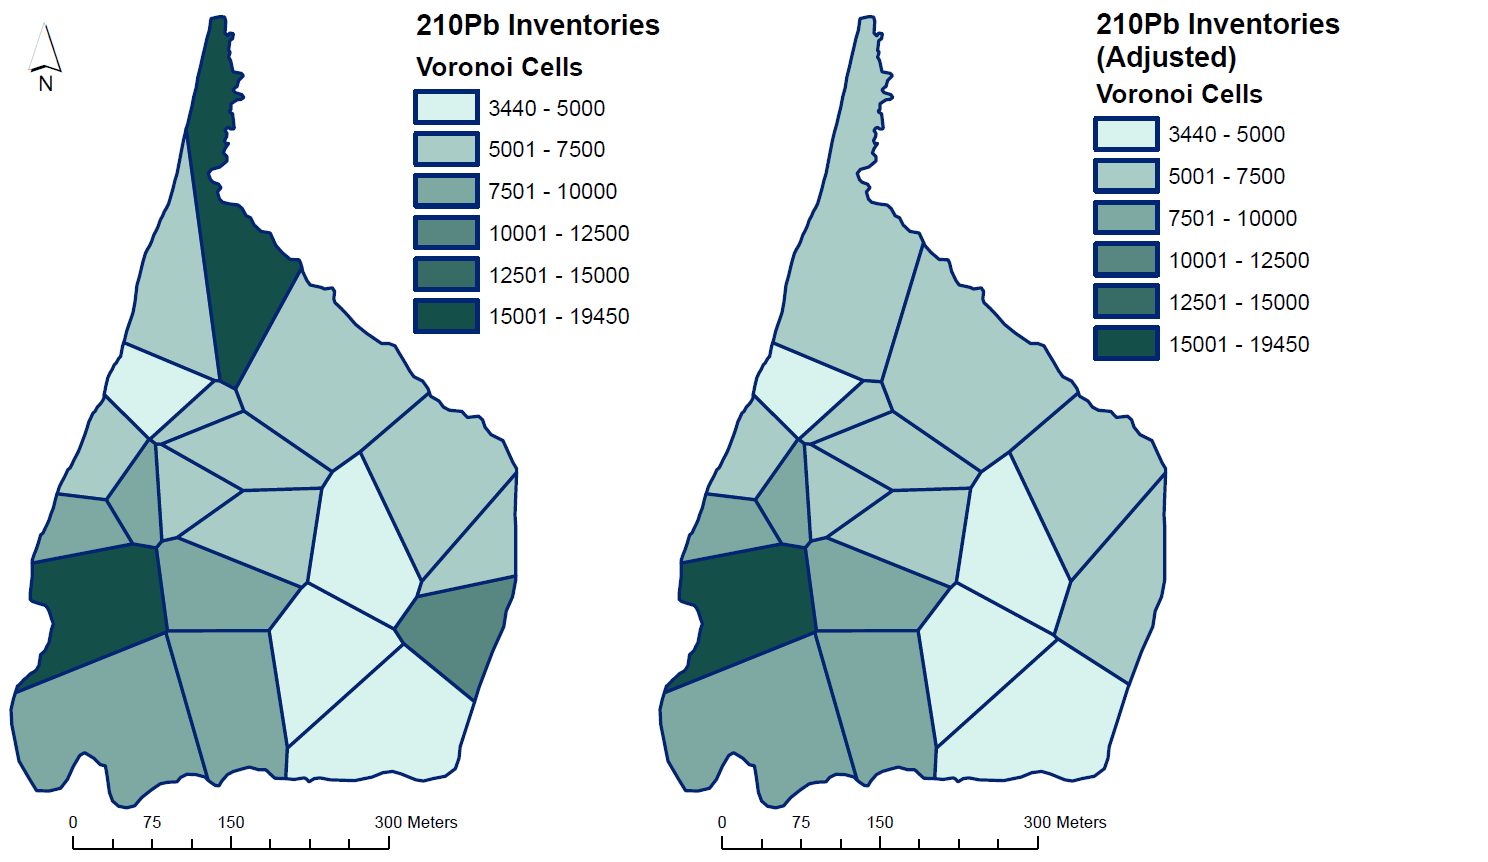 N
210Pb Inventories
Voronoi Cells
3440 - 5000
5001 - 7500
7501 - 10000
10001 - 12500
12501 - 15000
15001 - 19450
0 75 150 300 Meters
210Pb Inventories
(Adjusted)
Voronoi Cells
3440 - 5000
5001 - 7500
7501 - 10000
10001 - 12500
12501 - 15000
15001 - 19450
0 75 150 300 Meters